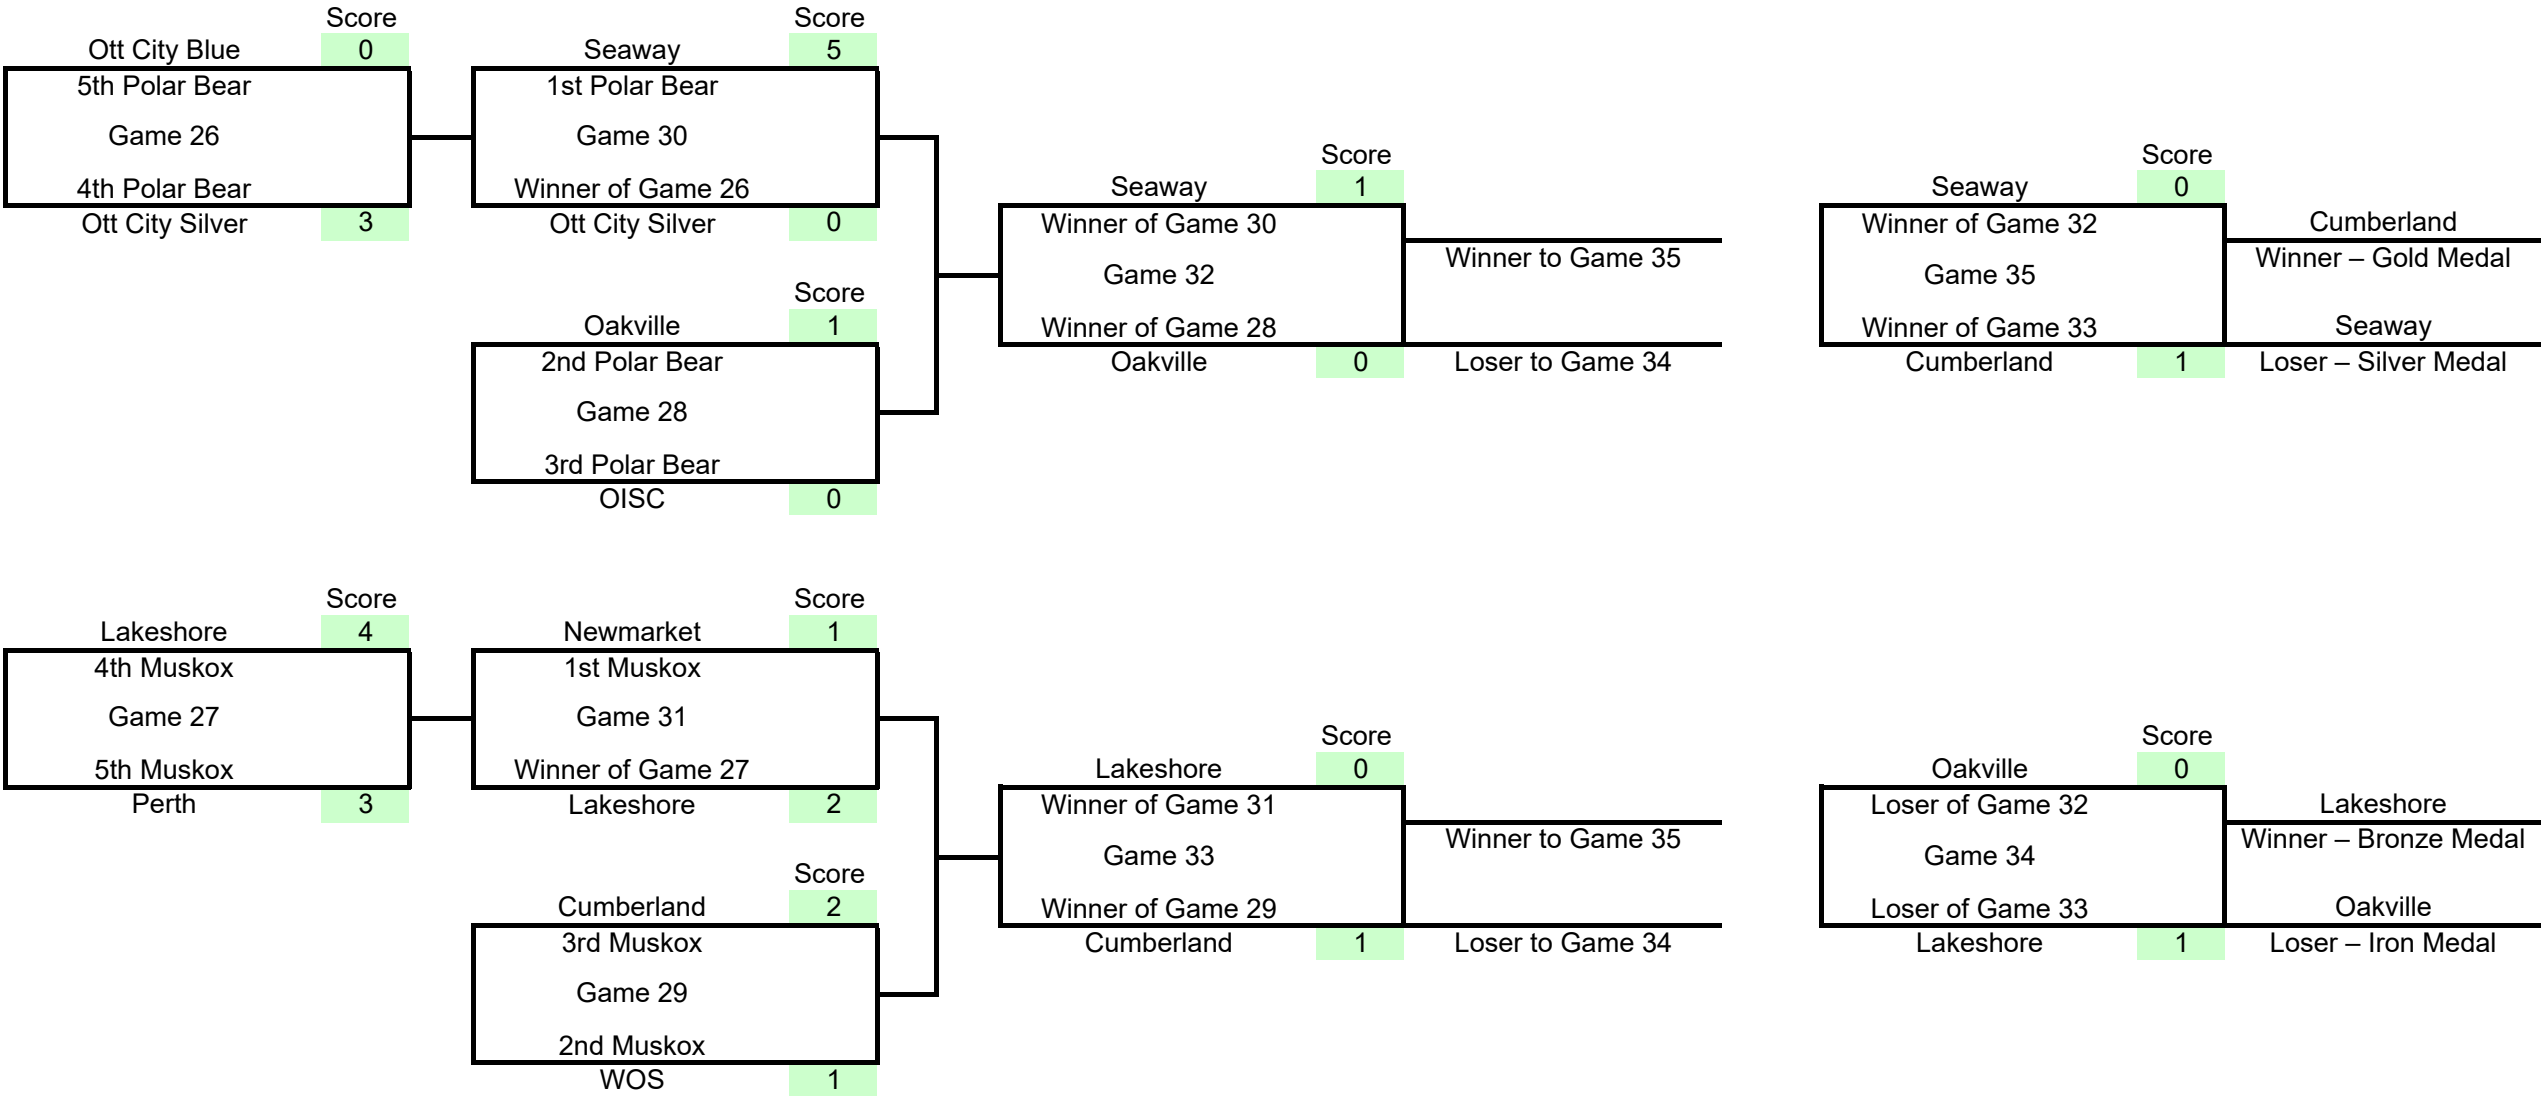 Score
Ott City Blue 0
5th Polar Bear
Game 26
4th Polar Bear
Ott City Silver 3
Score
Seaway 5
1st Polar Bear
Game 30
Winner of Game 26
Ott City Silver 0
Score
Oakville 1
2nd Polar Bear
Game 28
3rd Polar Bear
OISC 0
Score
Seaway 1
Winner of Game 30
Game 32
Winner of Game 28
Oakville 0
Winner to Game 35
Loser to Game 34
Score
Seaway 0
Winner of Game 32
Game 35
Winner of Game 33
Cumberland 1
Cumberland
Winner – Gold Medal
Seaway
Loser – Silver Medal
Score
Lakeshore 4
4th Muskox
Game 27
5th Muskox
Perth 3
Score
Newmarket 1
1st Muskox
Game 31
Winner of Game 27
Lakeshore 2
Score
Cumberland 2
3rd Muskox
Game 29
2nd Muskox
WOS 1
Score
Lakeshore 0
Winner of Game 31
Game 33
Winner of Game 29
Cumberland 1
Winner to Game 35
Loser to Game 34
Score
Oakville 0
Loser of Game 32
Game 34
Loser of Game 33
Lakeshore 1
Lakeshore
Winner – Bronze Medal
Oakville
Loser – Iron Medal